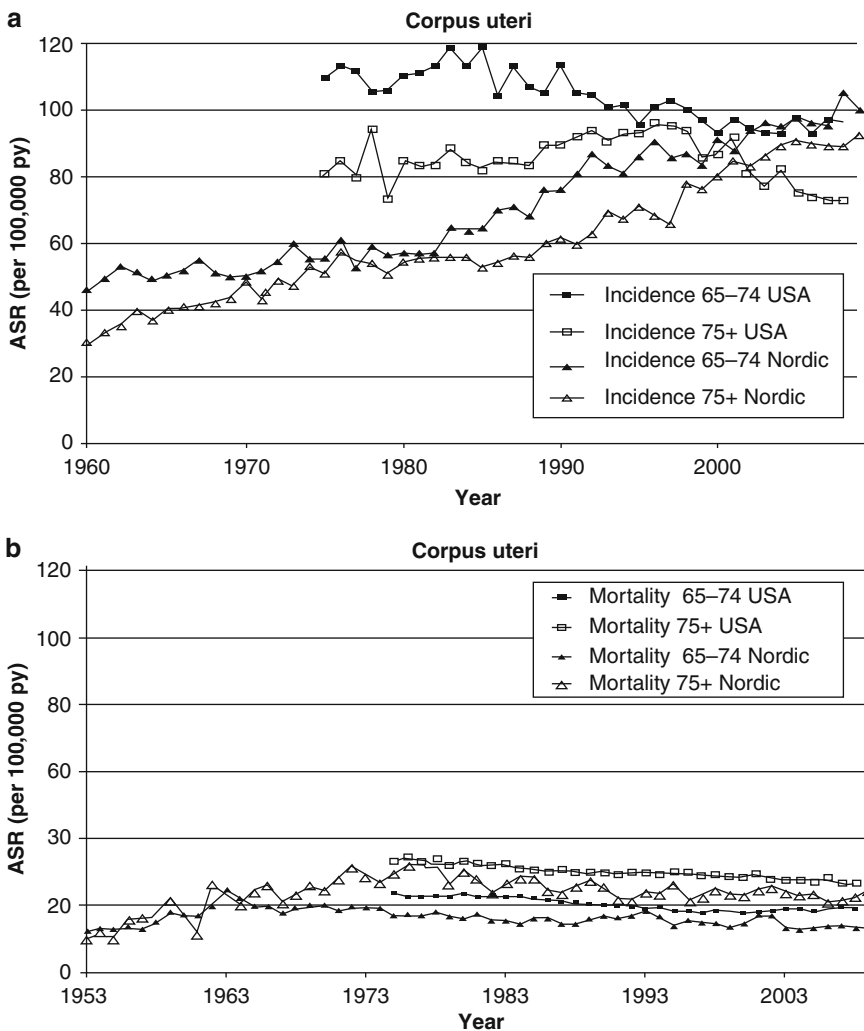 a
Corpus uteri
120
100
80
60
40
20
0
ASR (per 100,000 py)
Incidence 65–74 USA
Incidence 75+ USA
Incidence 65–74 Nordic
Incidence 75+ Nordic
1960 1970 1980 1990 2000
Year
b
Corpus uteri
120
100
80
60
30
20
0
ASR (per 100,000 py)
Mortality 65–74 USA
Mortality 75+ USA
Mortality 65–74 Nordic
Mortality 75+ Nordic
1953 1963 1973 1983 1993 2003
Year